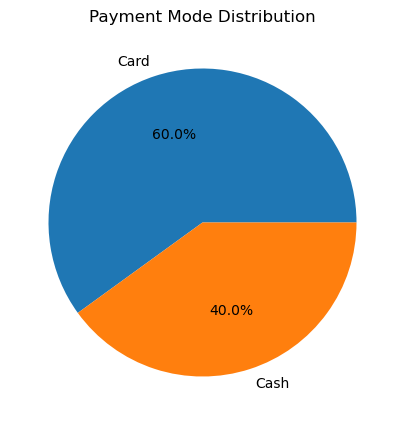 Payment Mode Distribution
Card
60.0%
40.0%
Cash